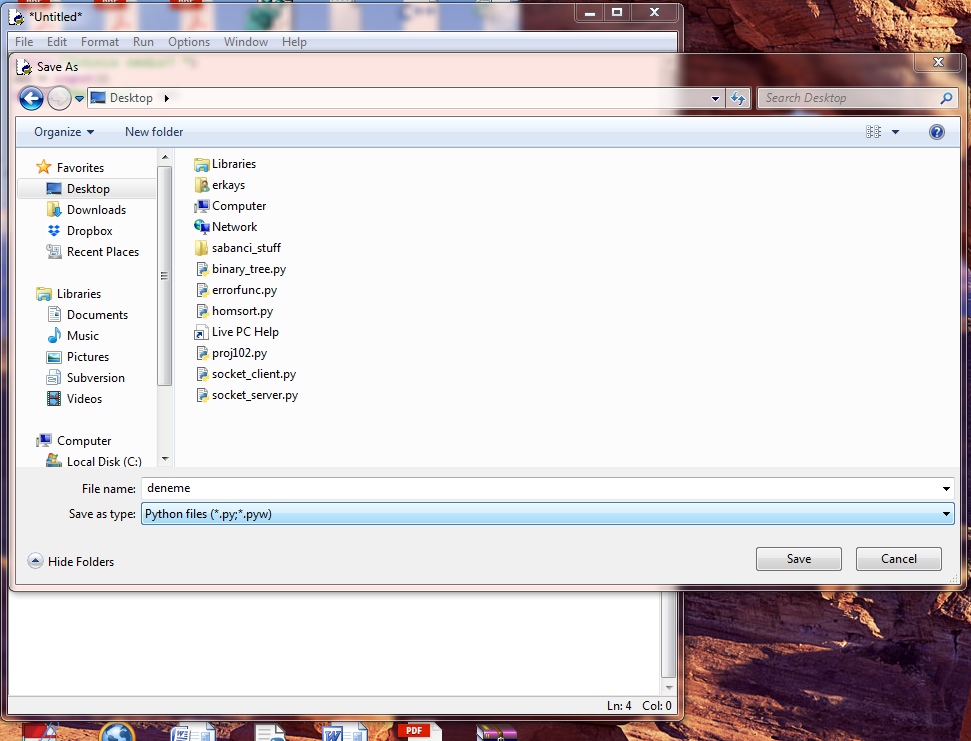 *Untitled*
File Edit Format Run Options Window Help
Save As
Desktop
Search Desktop
Organize New folder
Favorites
Desktop
Downloads
Dropbox
Recent Places
Libraries
Documents
Music
Pictures
Subversion
Videos
Computer
Local Disk (C:)
Libraries
erkays
Computer
Network
sabanci_stuff
binary_tree.py
errorfunc.py
homsort.py
Live PC Help
proj102.py
socket_client.py
socket_server.py
File name: deneme
Save as type: Python files (*.py;*.pyw)
Hide Folders
Save Cancel
Ln: 4 Col: 0
PDF